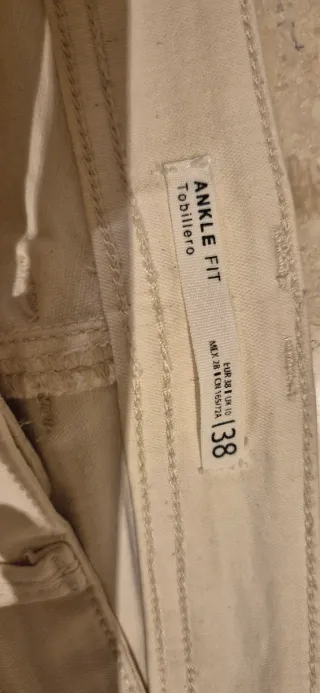 ANKLE FIT
Tobillero
EUR 38 | UK 10
MEX 28 | CN 165/72A
38